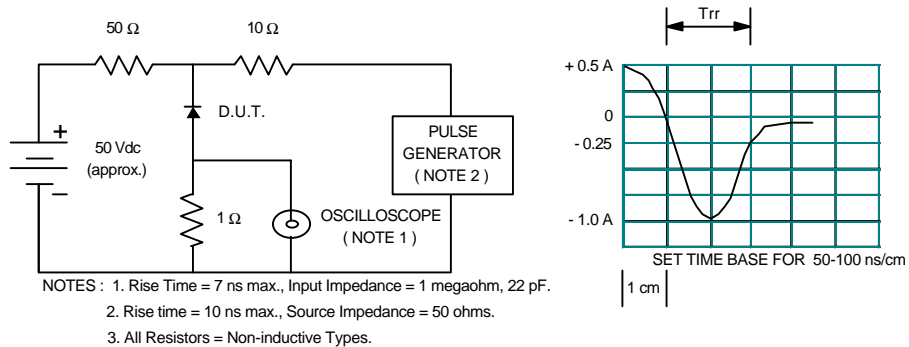 50 Ω
10 Ω
D.U.T.
+
50 Vdc
(approx.)
−
1 Ω
OSCILLOSCOPE
( NOTE 1 )
PULSE
GENERATOR
( NOTE 2 )
Trr
+ 0.5 A
0
- 0.25
- 1.0 A
SET TIME BASE FOR 50-100 ns/cm
1 cm
NOTES : 1. Rise Time = 7 ns max., Input Impedance = 1 megaohm, 22 pF.
2. Rise time = 10 ns max., Source Impedance = 50 ohms.
3. All Resistors = Non-inductive Types.